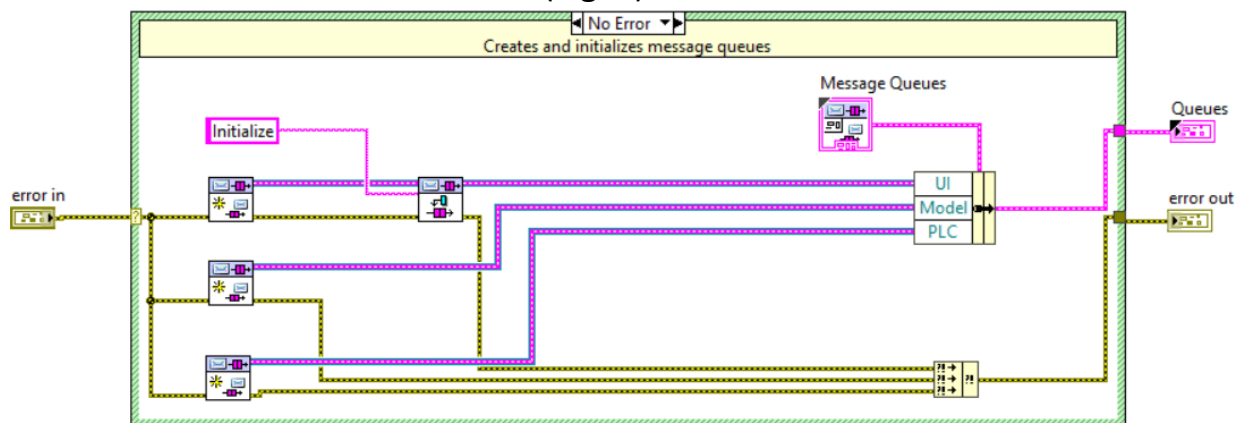 No Error
Creates and initializes message queues
Message Queues
Initialize
Queues
error in
UI
Model
PLC
error out